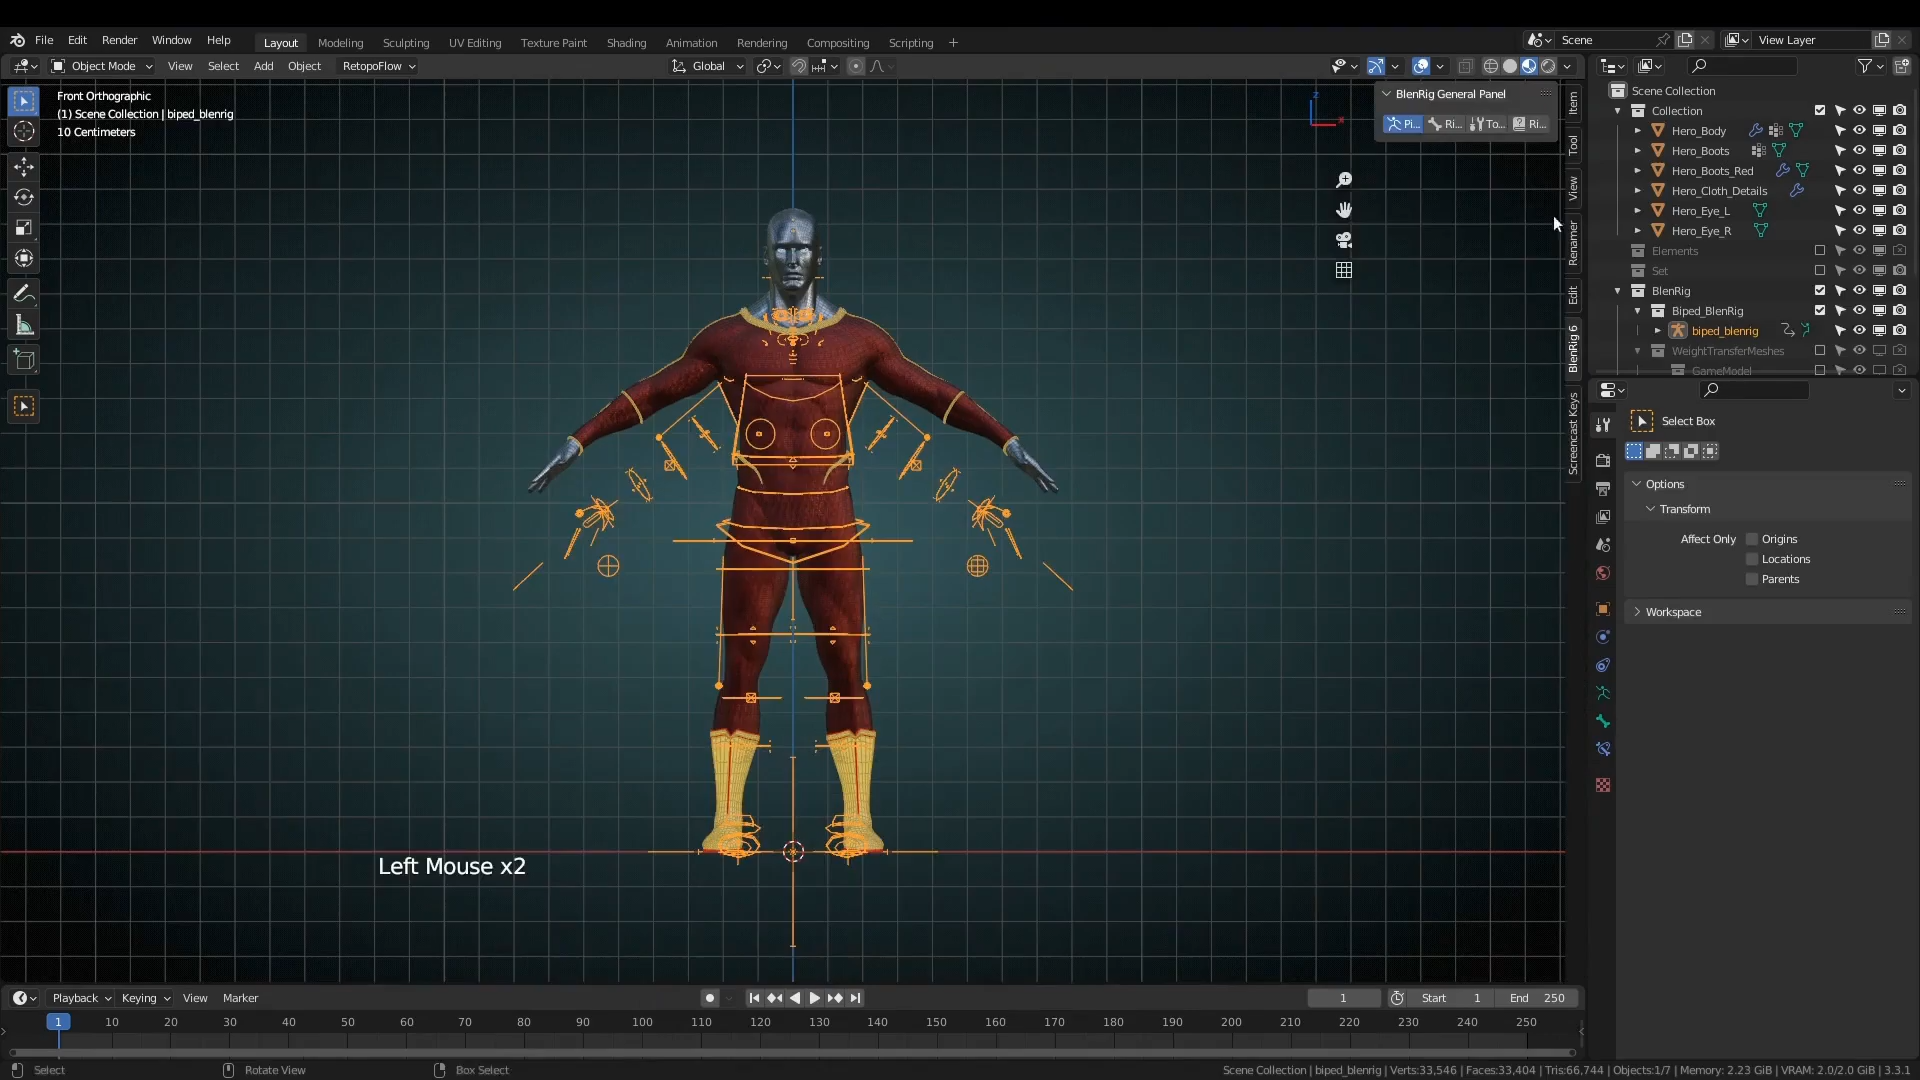 File Edit Render Window Help Layout Modeling Sculpting UV Editing Texture Paint Shading Animation Rendering Compositing Scripting + Scene View Layer
Object Mode View Select Add Object RetopoFlow Global
Front Orthographic
(1) Scene Collection | biped_blenrig
10 Centimeters
Z
BlenRig General Panel
Pi... Ri... To... Ri...
Item
Tool
View
Renamer
Edit
BlenRig 6
Screencast Keys
Scene Collection
Collection
Hero_Body
Hero_Boots
Hero_Boots_Red
Hero_Cloth_Details
Hero_Eye_L
Hero_Eye_R
Elements
Set
BlenRig
Biped_BlenRig
biped_blenrig
WeightTransferMeshes
GameModel
Select Box
Options
Transform
Affect Only Origins
Locations
Parents
Workspace
Left Mouse x2
Playback Keying View Marker 1 Start 1 End 250
1 10 20 30 40 50 60 70 80 90 100 110 120 130 140 150 160 170 180 190 200 210 220 230 240 250
Select Rotate View Box Select Scene Collection | biped_blenrig | Verts:33,546 | Faces:33,404 | Tris:66,744 | Objects:1/7 | Memory: 2.23 GiB | VRAM: 2.0/2.0 GiB | 3.3.1